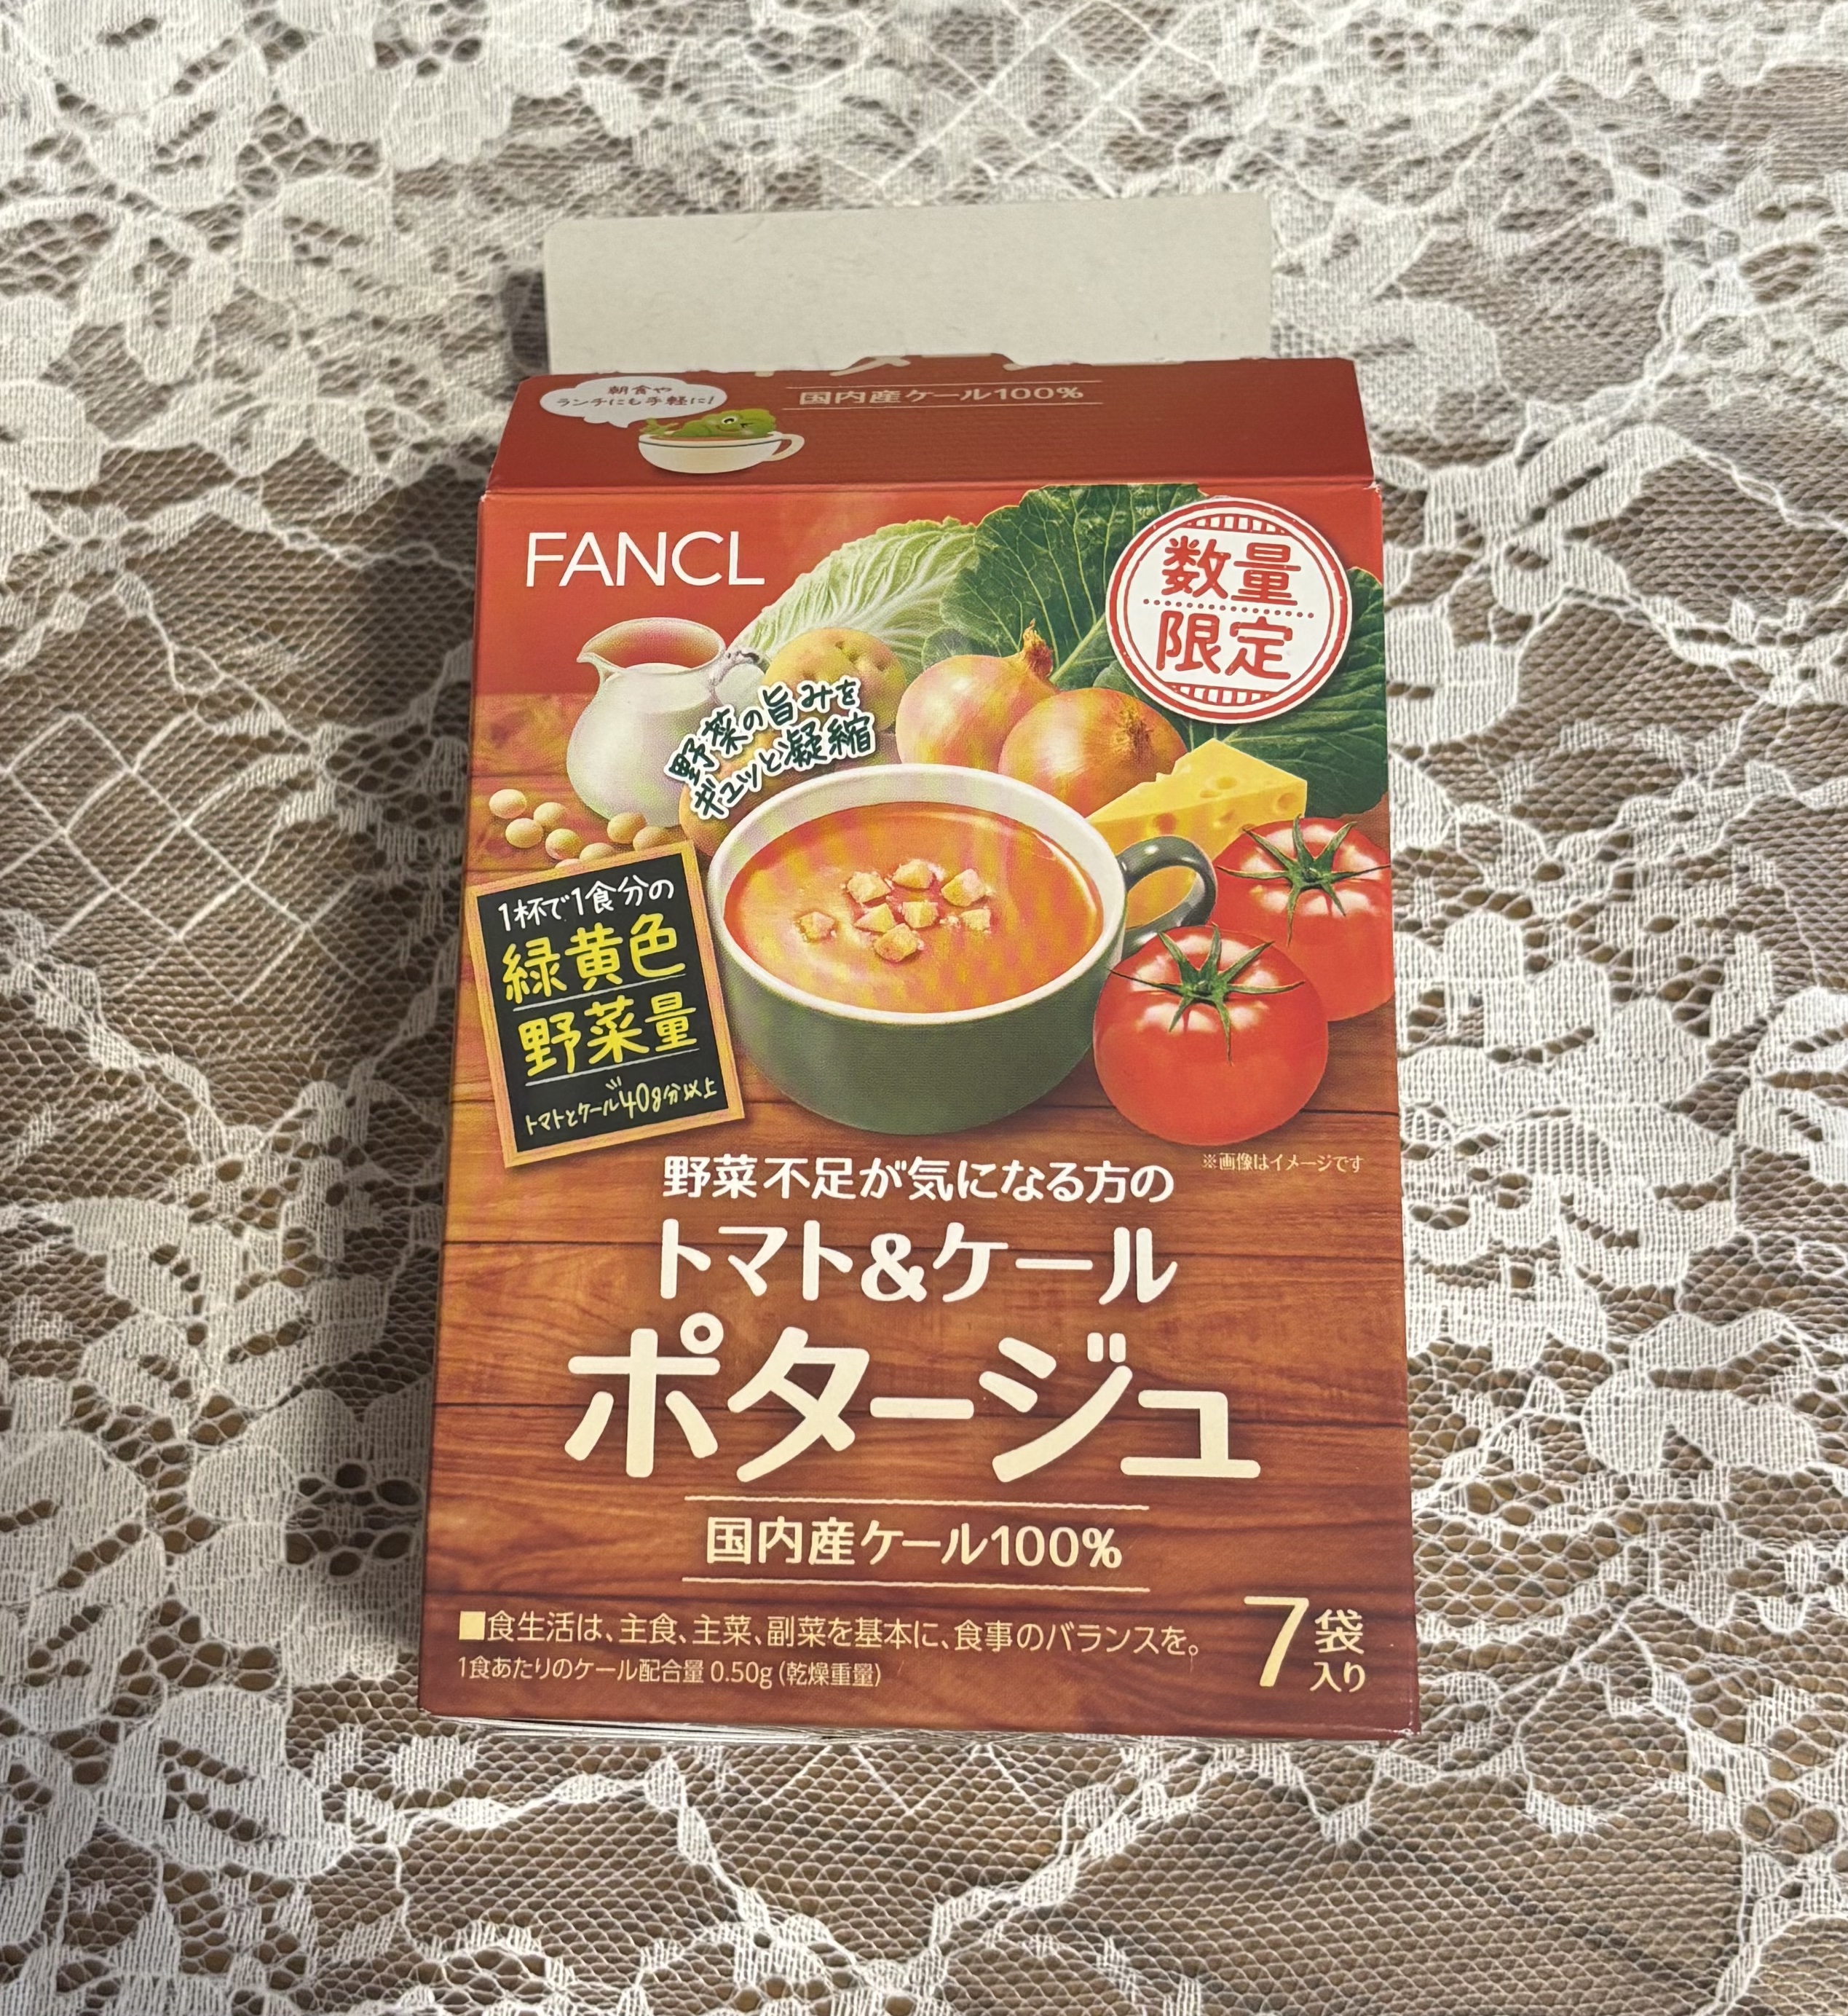 朝食や
ランチにも手軽に!
国内産ケール100%
FANCL
数量
限定
野菜の旨みを
ギュッと凝縮
1杯で1食分の
緑黄色
野菜量
トマトとケール40g分以上
※画像はイメージです
野菜不足が気になる方の
トマト&ケール
ポタージュ
国内産ケール100%
■食生活は、主食、主菜、副菜を基本に、食事のバランスを。
1食あたりのケール配合量 0.50g (乾燥重量)
7袋
入り